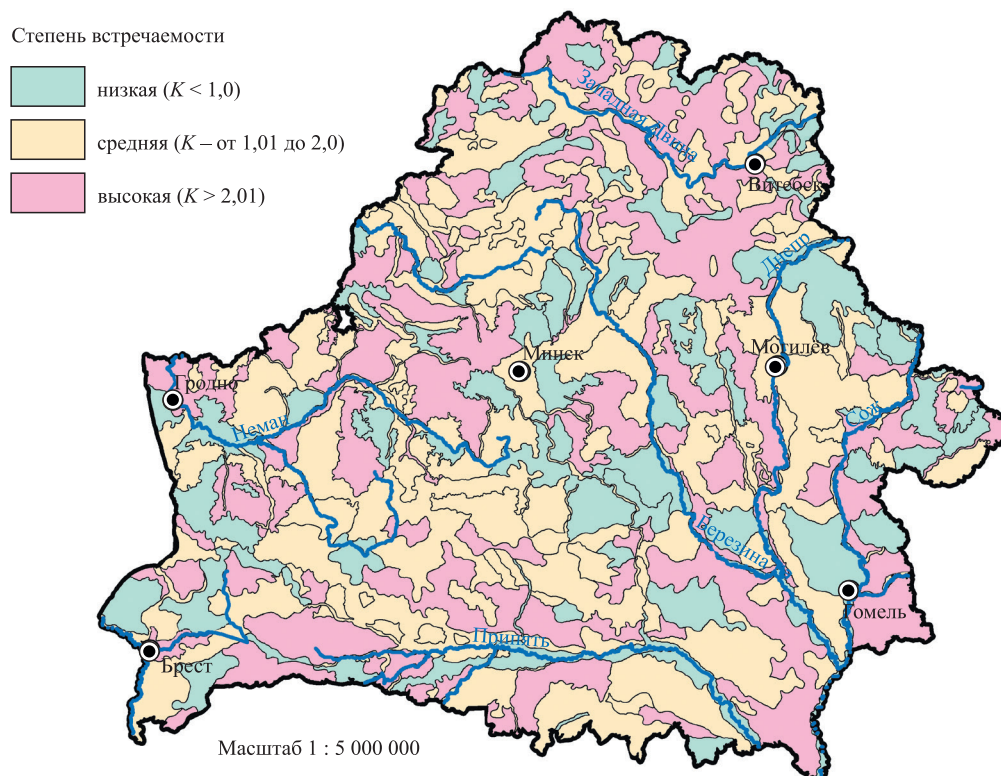 Степень встречаемости
низкая (K < 1,0)
средняя (K – от 1,01 до 2,0)
высокая (K > 2,01)
Западная Двина
Витебск
Днепр
Минск
Могилев
Гродно
Неман
Сож
Березина
Гомель
Припять
Брест
Масштаб 1 : 5 000 000